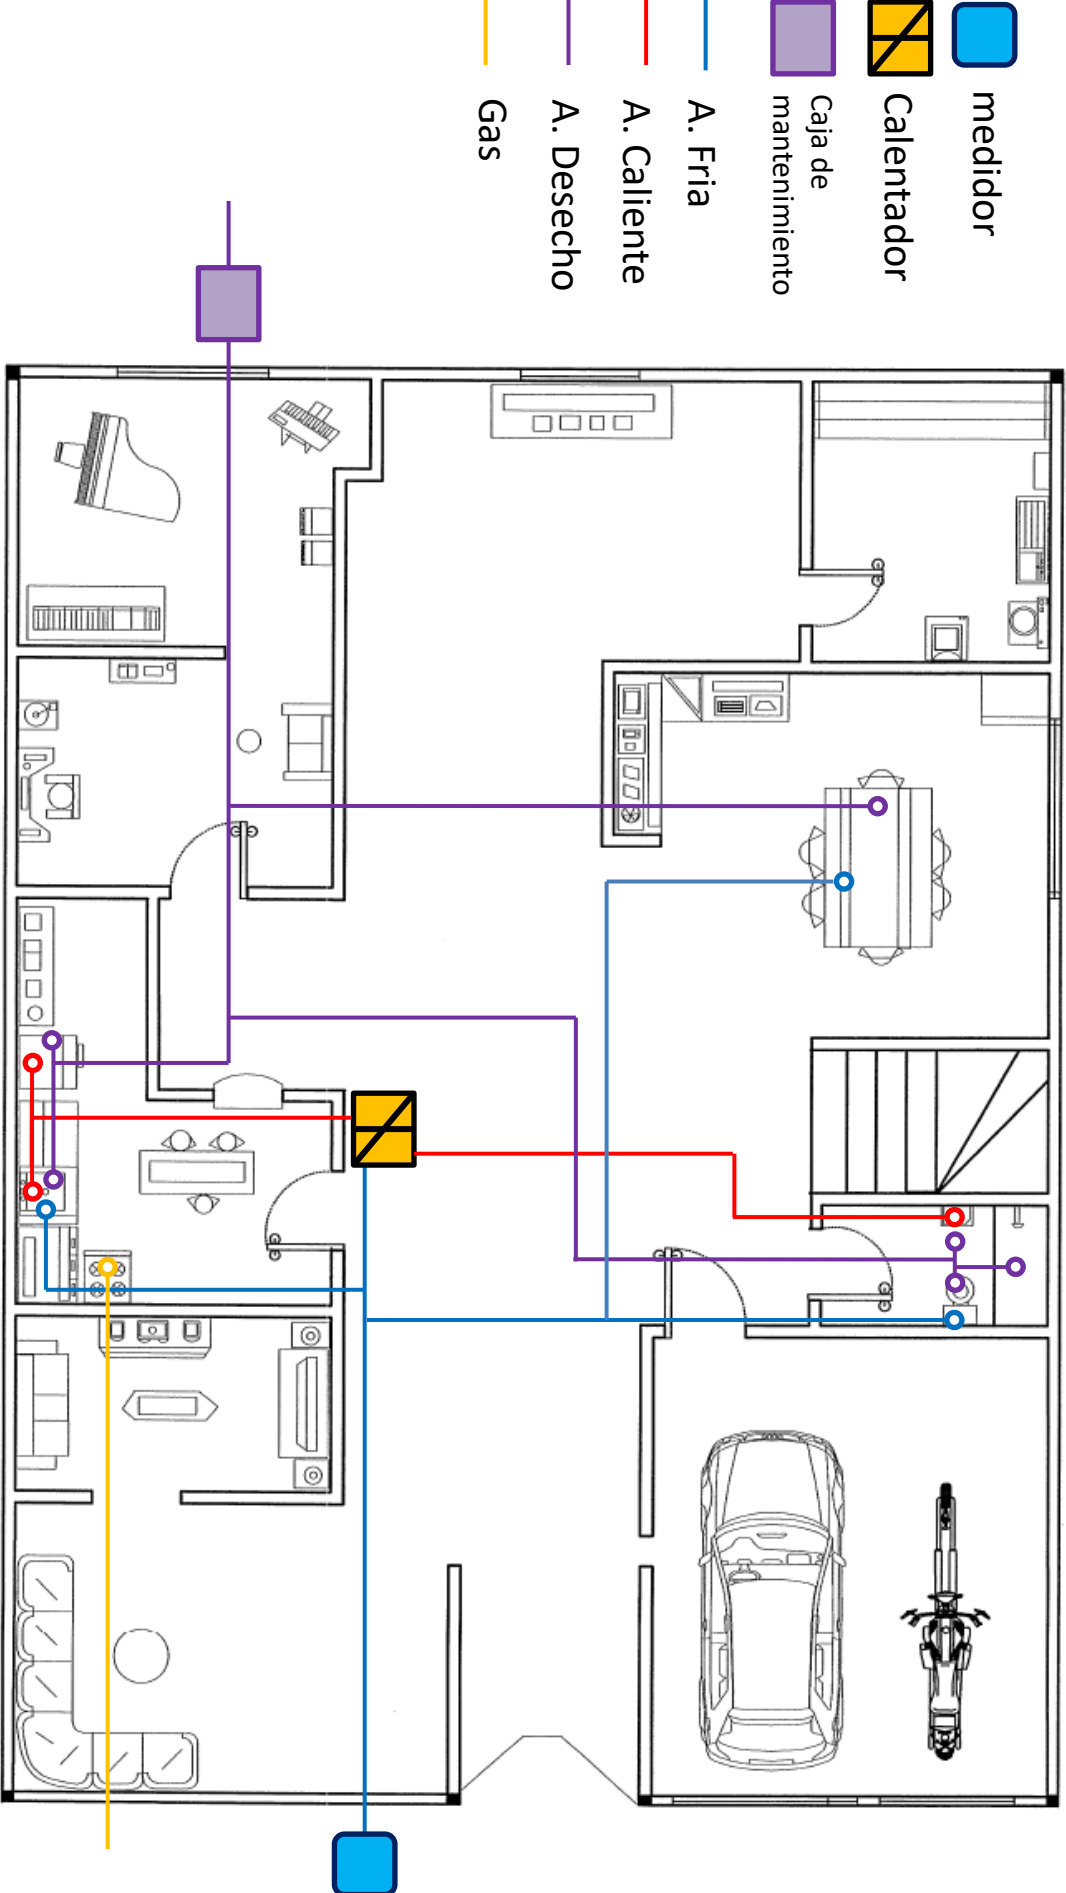 medidor
Calentador
Caja de
mantenimiento
A. Fria
A. Caliente
A. Desecho
Gas